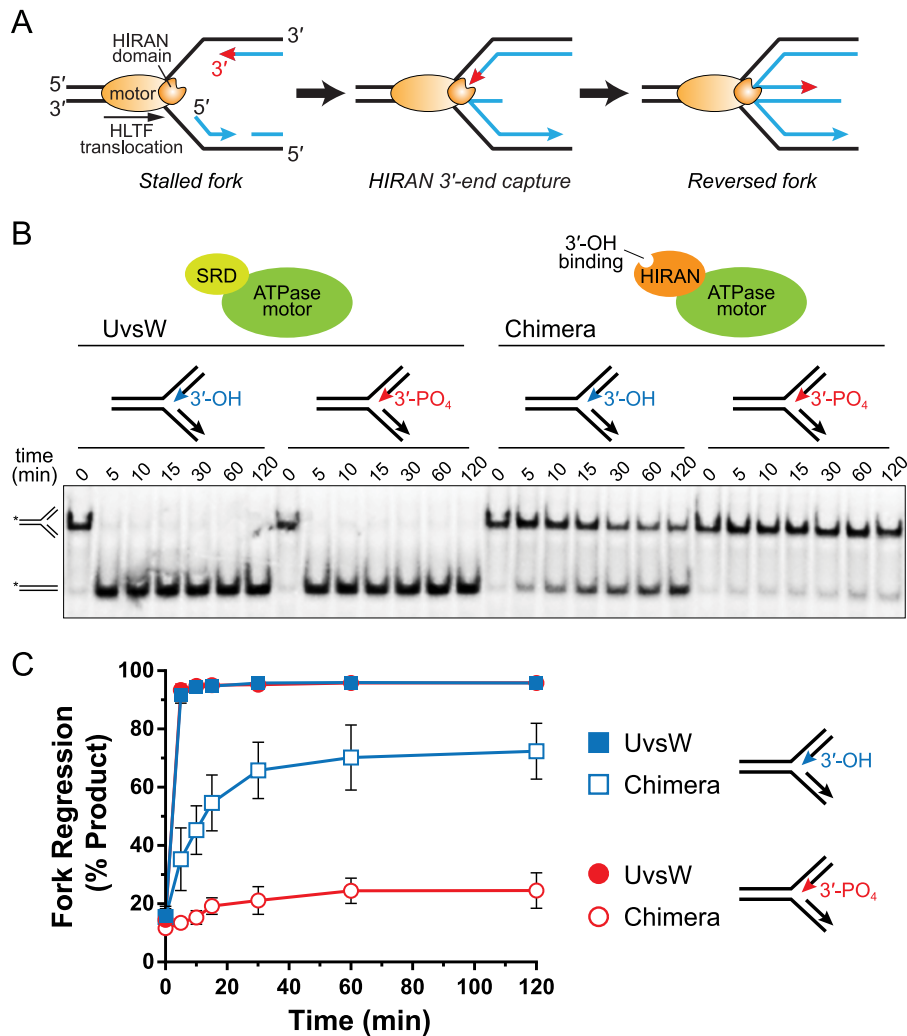 A
HIRAN
domain
3′
3′
5′
3′
motor
5′
HLTF
translocation
5′
Stalled fork
HIRAN 3′-end capture
Reversed fork
B
SRD
ATPase
motor
UvsW
3′-OH
binding
HIRAN
ATPase
motor
Chimera
3′-OH
3′-PO₄
3′-OH
3′-PO₄
time
(min)
0 5 10 15 30 60 120 0 5 10 15 30 60 120 0 5 10 15 30 60 120 0 5 10 15 30 60 120
*
*
C
Fork Regression
(% Product)
100
80
60
40
20
0
0 20 40 60 80 100 120
Time (min)
UvsW
Chimera
3′-OH
UvsW
Chimera
3′-PO₄